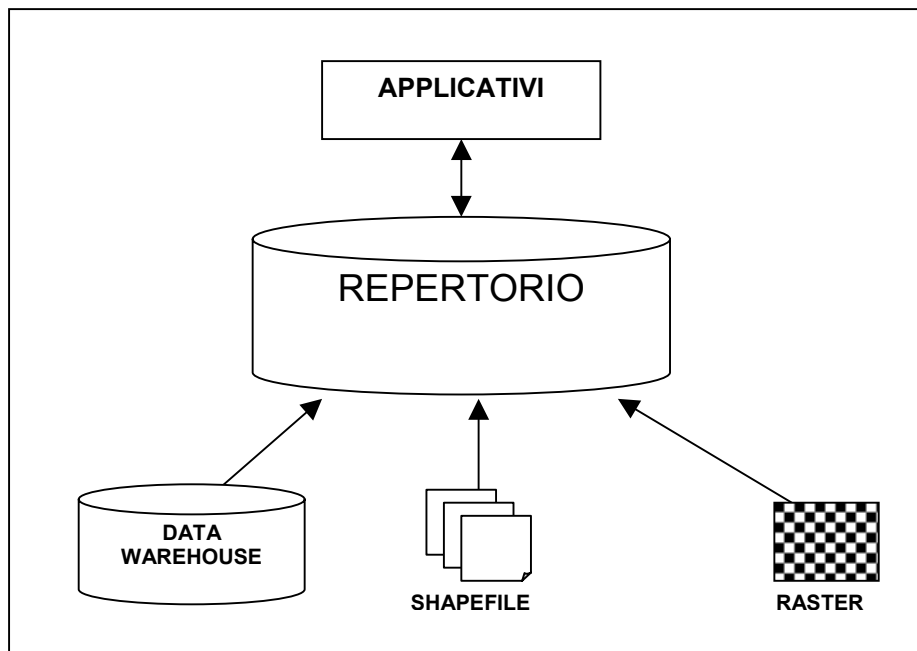 APPLICATIVI
REPERTORIO
DATA
WAREHOUSE
SHAPEFILE
RASTER